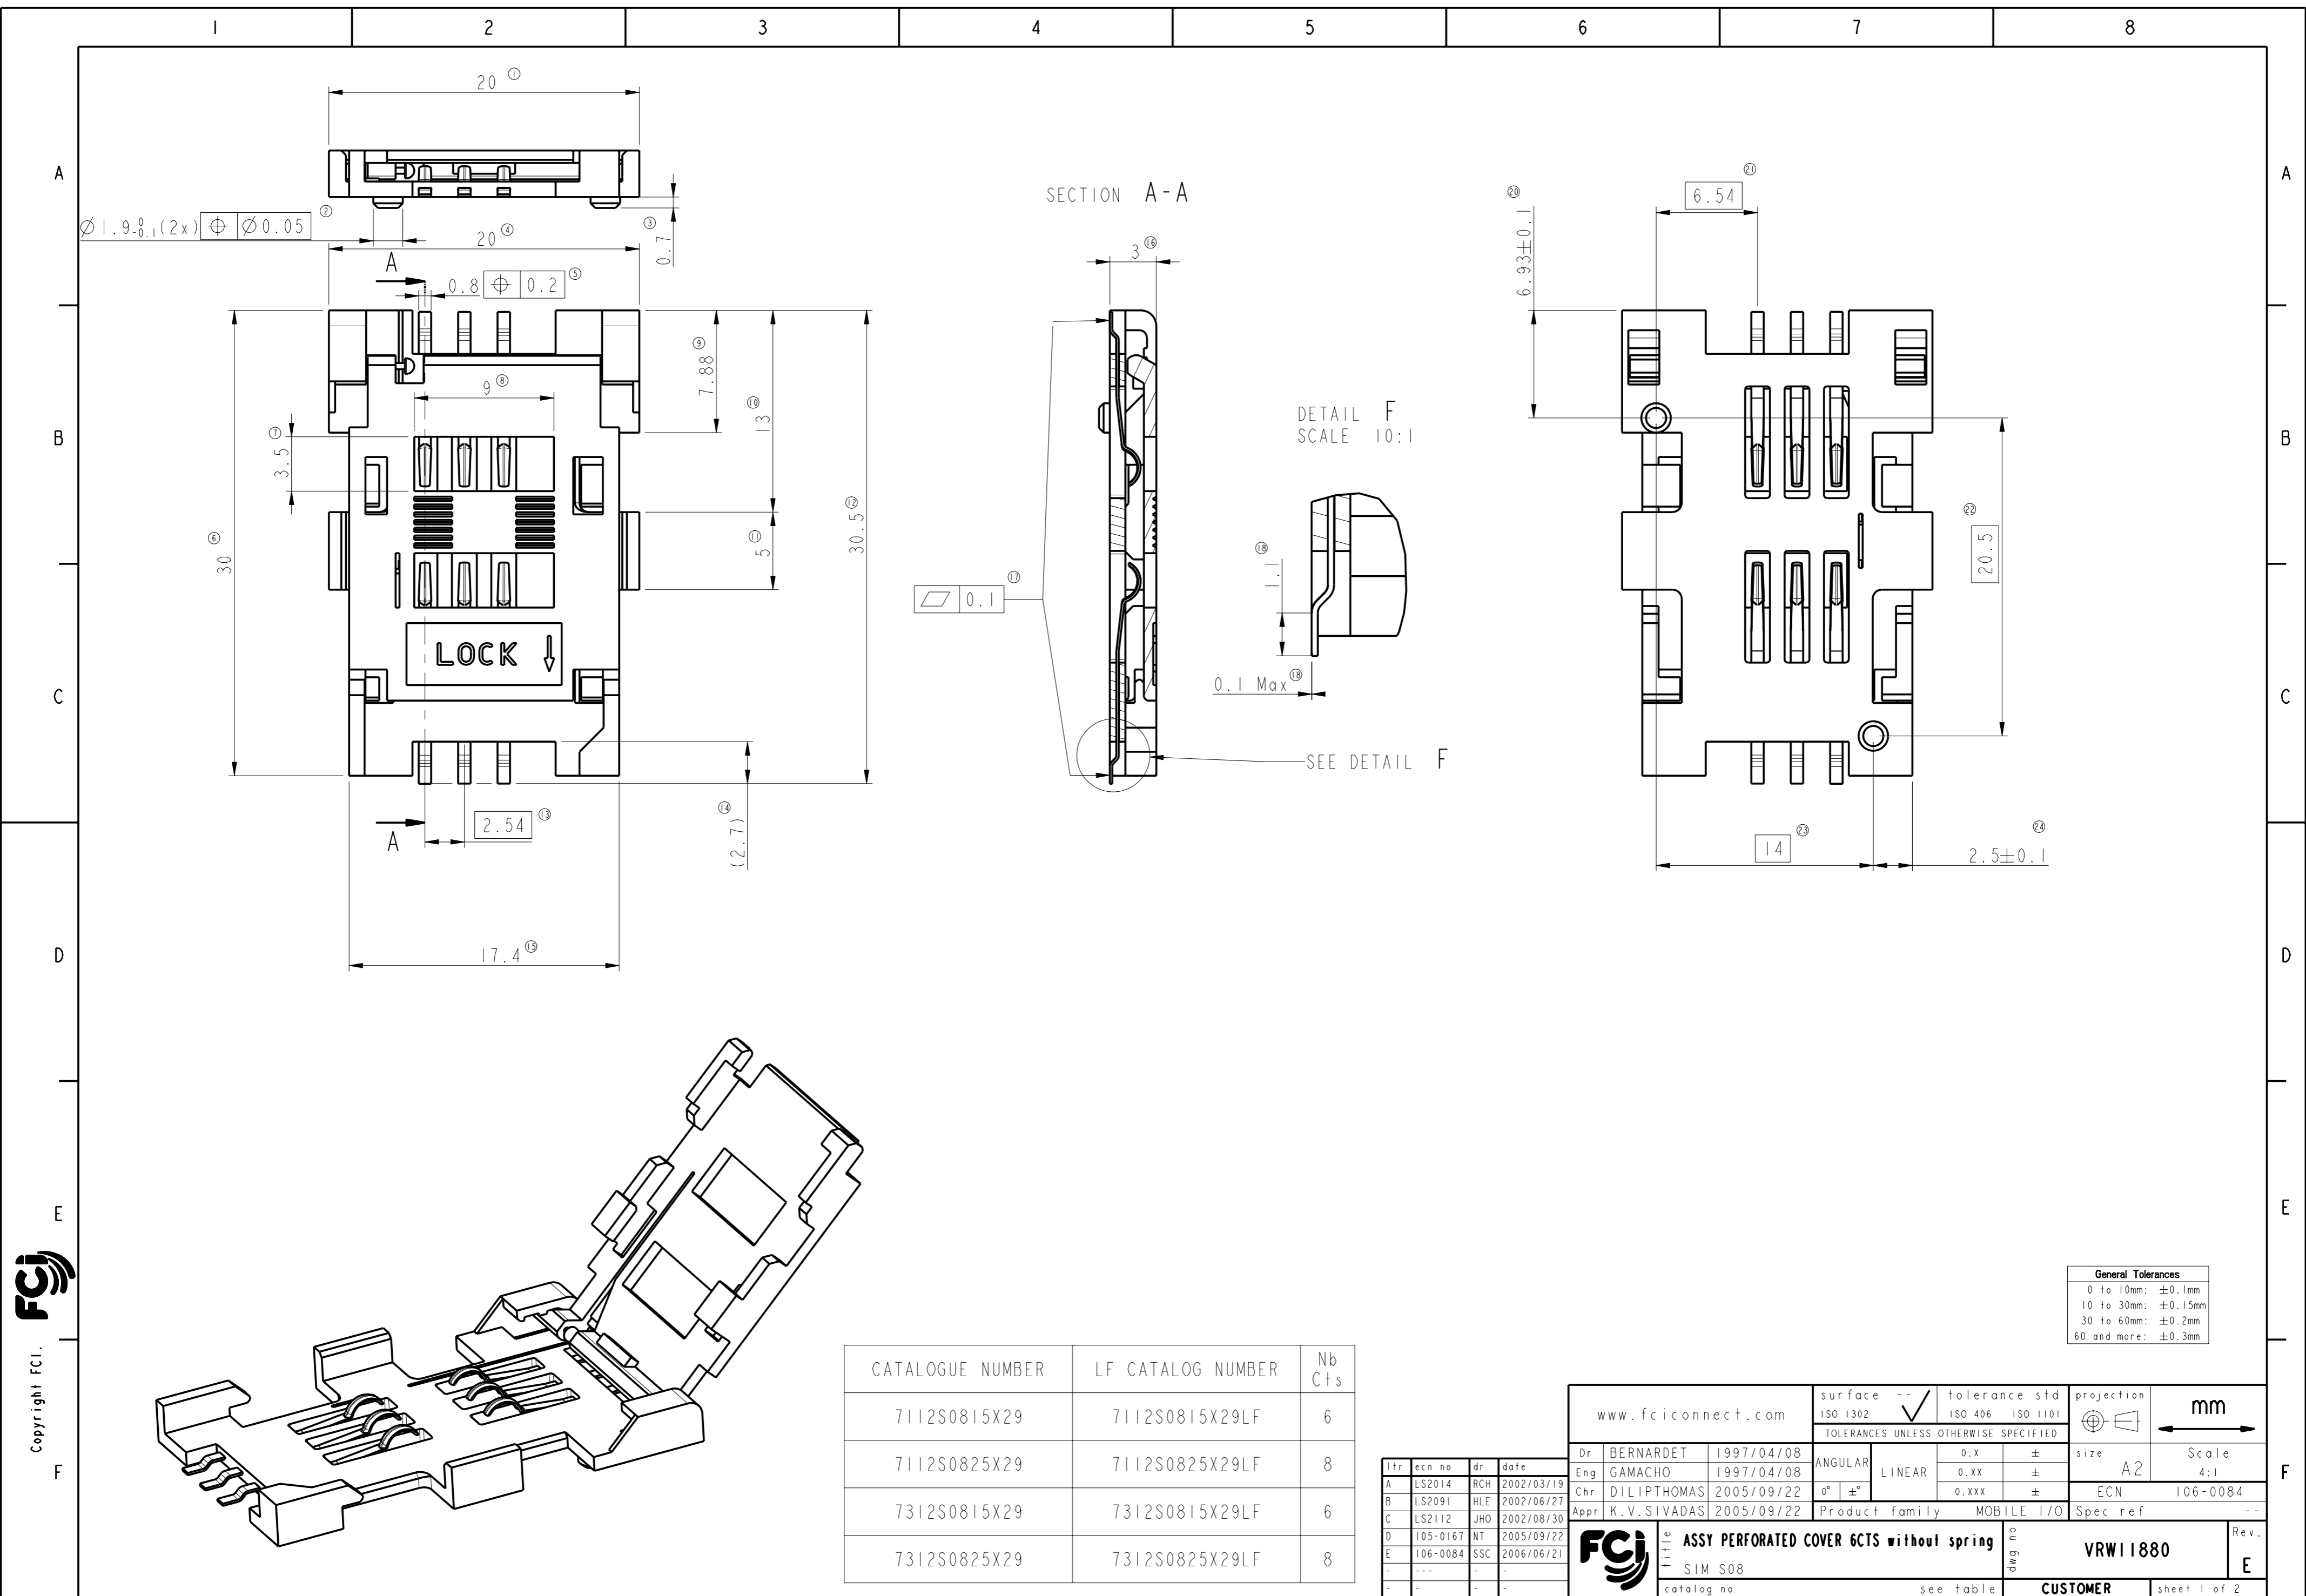 1 2 3 4 5 6 7 8
A A
B B
C C
D D
E E
F F
20 ①
⌀1.9 0 -0.1 (2x) ⌖ ⌀0.05 ②
0.7 ③
20 ④
A
0.8 ⌖ 0.2 ⑤
30 ⑥
3.5 ⑦
9 ⑧
7.88 ⑨
13 ⑩
5 ⑪
30.5 ⑫
LOCK
A
2.54 ⑬
(2.7) ⑭
17.4 ⑮
SECTION A-A
3 ⑯
⏥ 0.1 ⑰
DETAIL F
SCALE 10:1
1.1 ⑱
0.1 Max ⑱
SEE DETAIL F
6.93±0.1 ⑳
6.54 ㉑
20.5 ㉒
14 ㉓
2.5±0.1 ㉔
FCi
Copyright FCI.
General Tolerances
0 to 10mm: ±0.1mm
10 to 30mm: ±0.15mm
30 to 60mm: ±0.2mm
60 and more: ±0.3mm
CATALOGUE NUMBER LF CATALOG NUMBER Nb Cts
7112S0815X29 7112S0815X29LF 6
7112S0825X29 7112S0825X29LF 8
7312S0815X29 7312S0815X29LF 6
7312S0825X29 7312S0825X29LF 8
ltr ecn no dr date
A LS2014 RCH 2002/03/19
B LS2091 HLE 2002/06/27
C LS2112 JHO 2002/08/30
D 105-0167 NT 2005/09/22
E 106-0084 SSC 2006/06/21
- --- - -
- - - -
www.fciconnect.com
surface -- ISO 1302
tolerance std ISO 406 ISO 1101
projection
mm
TOLERANCES UNLESS OTHERWISE SPECIFIED
Dr BERNARDET 1997/04/08
Eng GAMACHO 1997/04/08
Chr DILIPTHOMAS 2005/09/22
Appr K.V.SIVADAS 2005/09/22
ANGULAR 0° ±°
LINEAR
0.X ±
0.XX ±
0.XXX ±
size A2
Scale 4:1
ECN 106-0084
Product family MOBILE I/O
Spec ref --
FCi
title ASSY PERFORATED COVER 6CTS without spring
SIM S08
dwg no VRW11880
Rev. E
catalog no see table
CUSTOMER
sheet 1 of 2